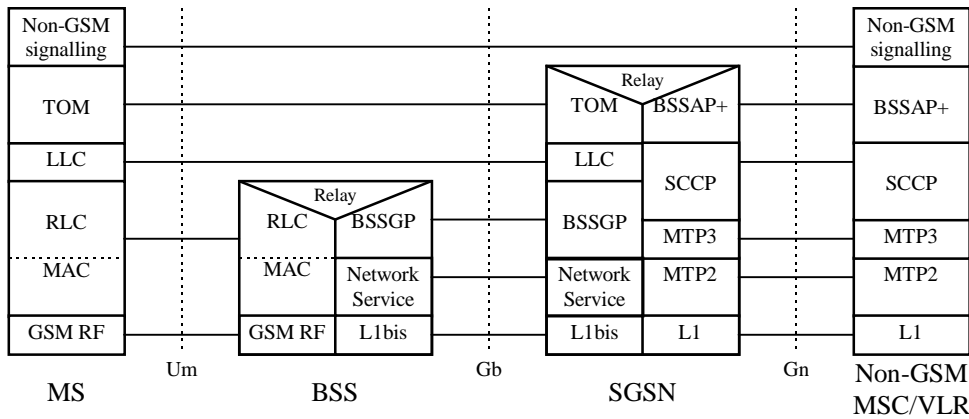 Non-GSM
signalling
Non-GSM
signalling
Relay
TOM
TOM
BSSAP+
BSSAP+
LLC
LLC
SCCP
SCCP
Relay
RLC
RLC
BSSGP
BSSGP
MTP3
MTP3
MAC
MAC
Network
Service
Network
Service
MTP2
MTP2
GSM RF
GSM RF
L1bis
L1bis
L1
L1
Um
Gb
Gn
MS
BSS
SGSN
Non-GSM
MSC/VLR